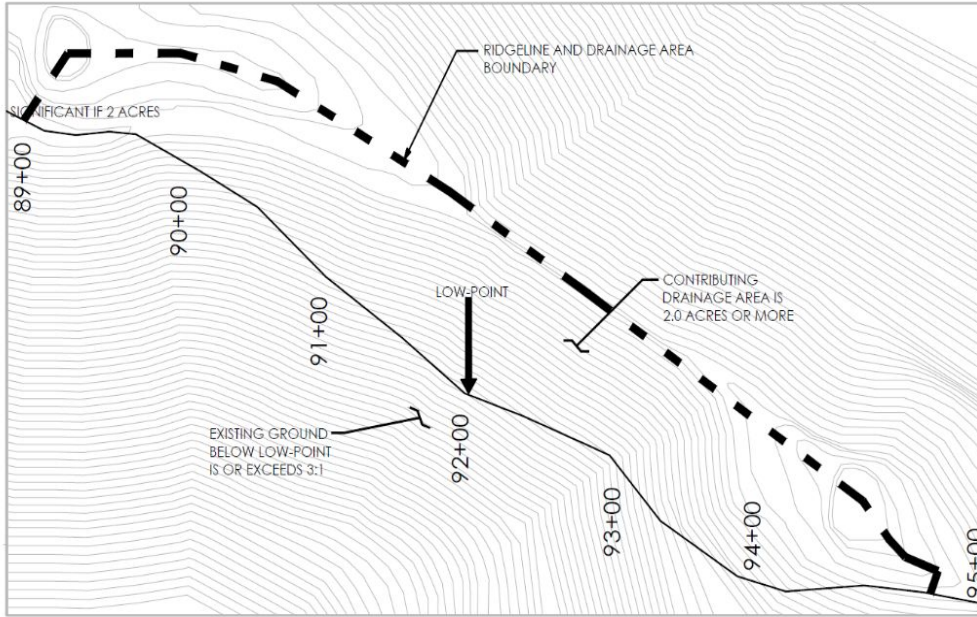 RIDGELINE AND DRAINAGE AREA
BOUNDARY
SIGNIFICANT IF 2 ACRES
89+00
90+00
CONTRIBUTING
DRAINAGE AREA IS
2.0 ACRES OR MORE
LOW-POINT
91+00
EXISTING GROUND
BELOW LOW-POINT
IS OR EXCEEDS 3:1
92+00
93+00
94+00
95+00